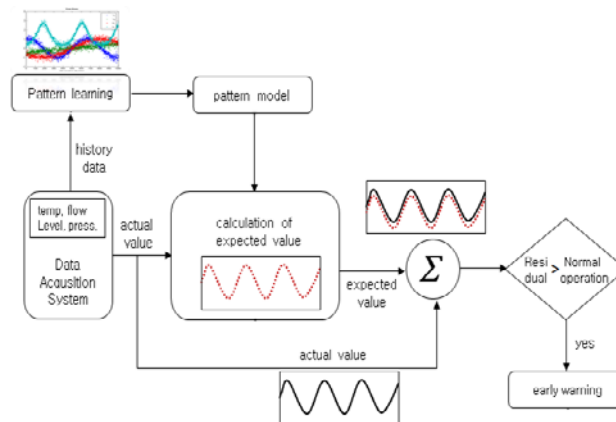 Pattern learning
pattern model
history
data
temp, flow
Level. press.
Data
Acqusition
System
actual
value
calculation of
expected value
expected
value
Σ
actual value
Resi
dual
>
Normal
operation
yes
early warning